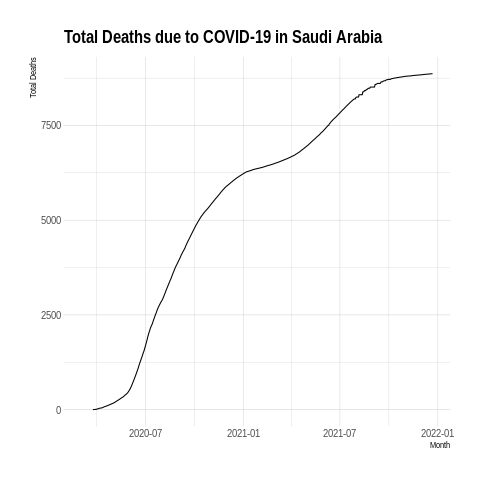 Total Deaths due to COVID-19 in Saudi Arabia
Total Deaths
7500
5000
2500
0
2020-07
2021-01
2021-07
2022-01
Month